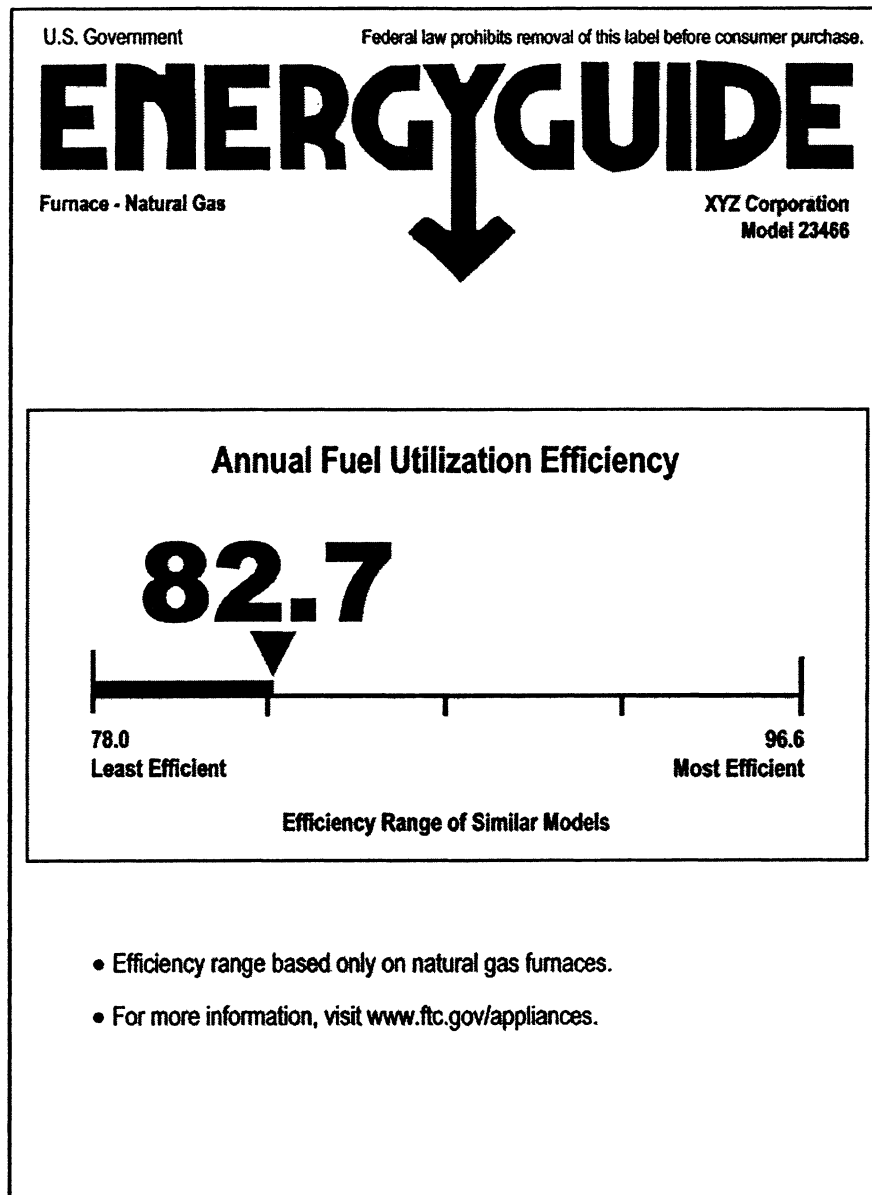 U.S. Government
Federal law prohibits removal of this label before consumer purchase.
ENERGYGUIDE
Furnace - Natural Gas
XYZ Corporation
Model 23466
Annual Fuel Utilization Efficiency
82.7
78.0
Least Efficient
96.6
Most Efficient
Efficiency Range of Similar Models
• Efficiency range based only on natural gas furnaces.
• For more information, visit www.ftc.gov/appliances.